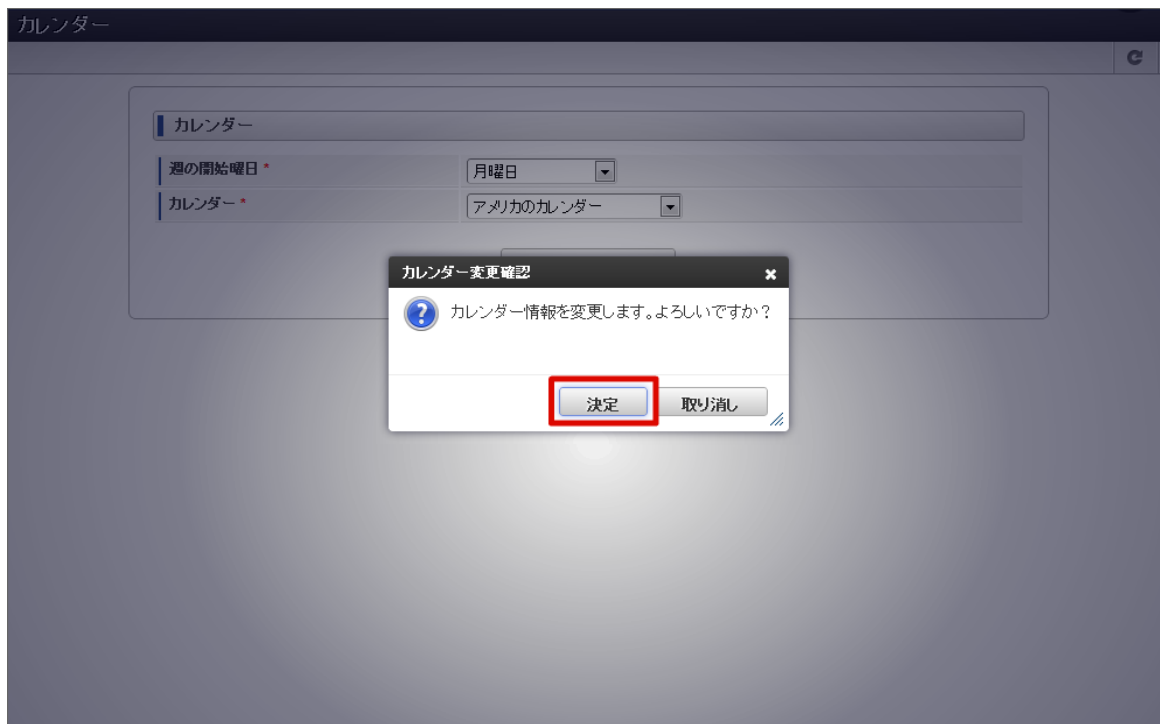 カレンダー
カレンダー
週の開始曜日 *
月曜日
カレンダー *
アメリカのカレンダー
カレンダー変更確認
カレンダー情報を変更します。よろしいですか？
決定
取り消し